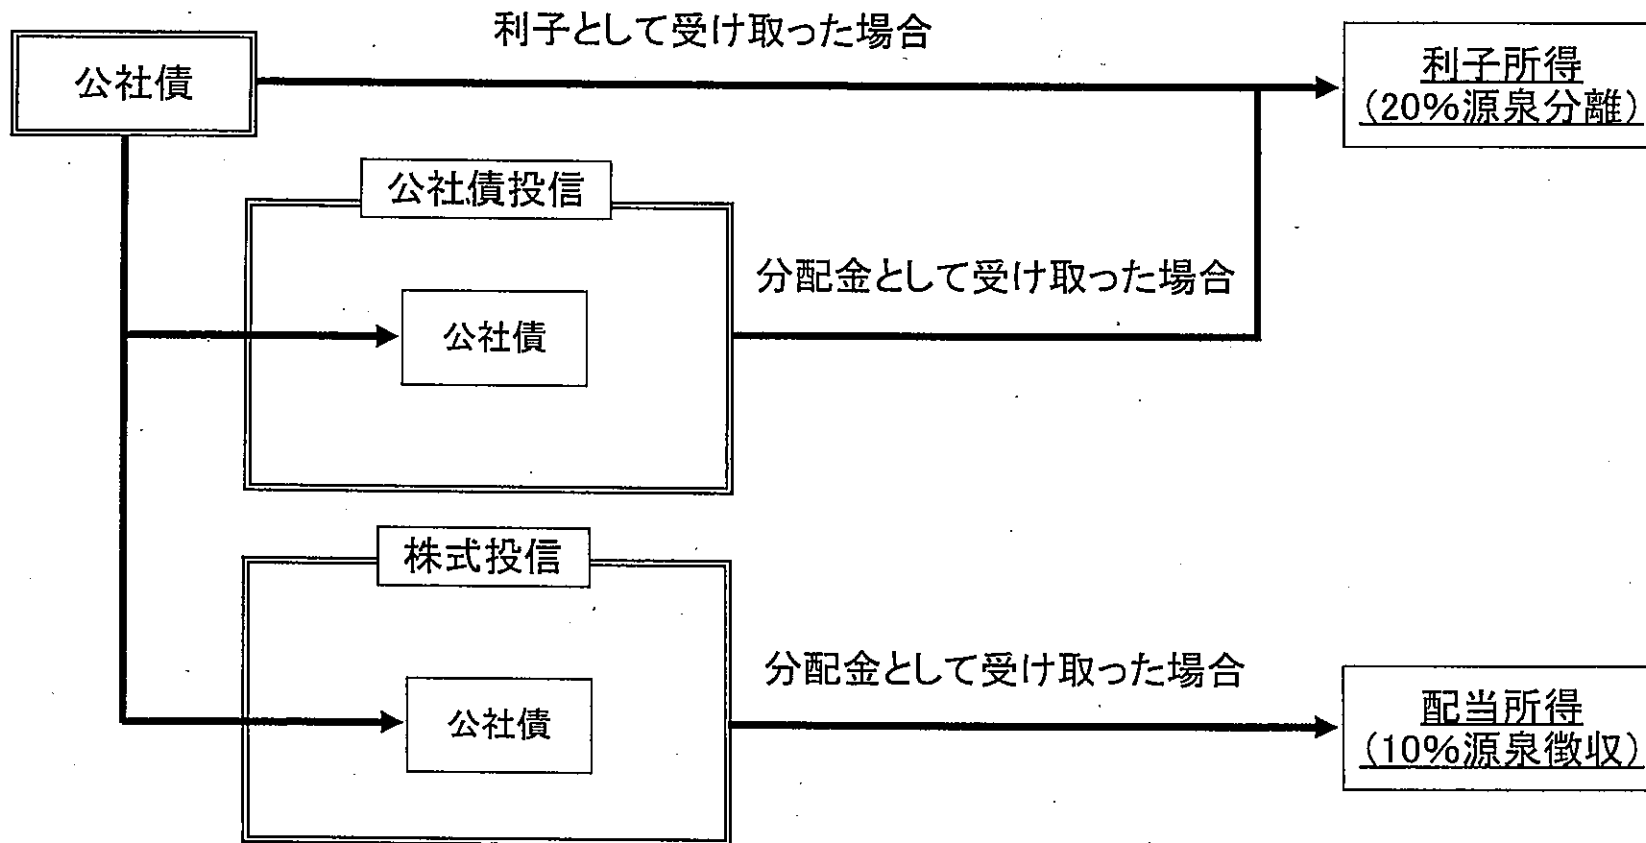 利子として受け取った場合
公社債
利子所得
(20%源泉分離)
公社債投信
分配金として受け取った場合
公社債
株式投信
分配金として受け取った場合
公社債
配当所得
(10%源泉徴収)